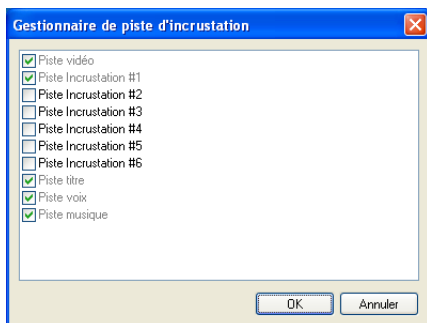 Gestionnaire de piste d'incrustation
Piste vidéo
Piste Incrustation #1
Piste Incrustation #2
Piste Incrustation #3
Piste Incrustation #4
Piste Incrustation #5
Piste Incrustation #6
Piste titre
Piste voix
Piste musique
OK
Annuler